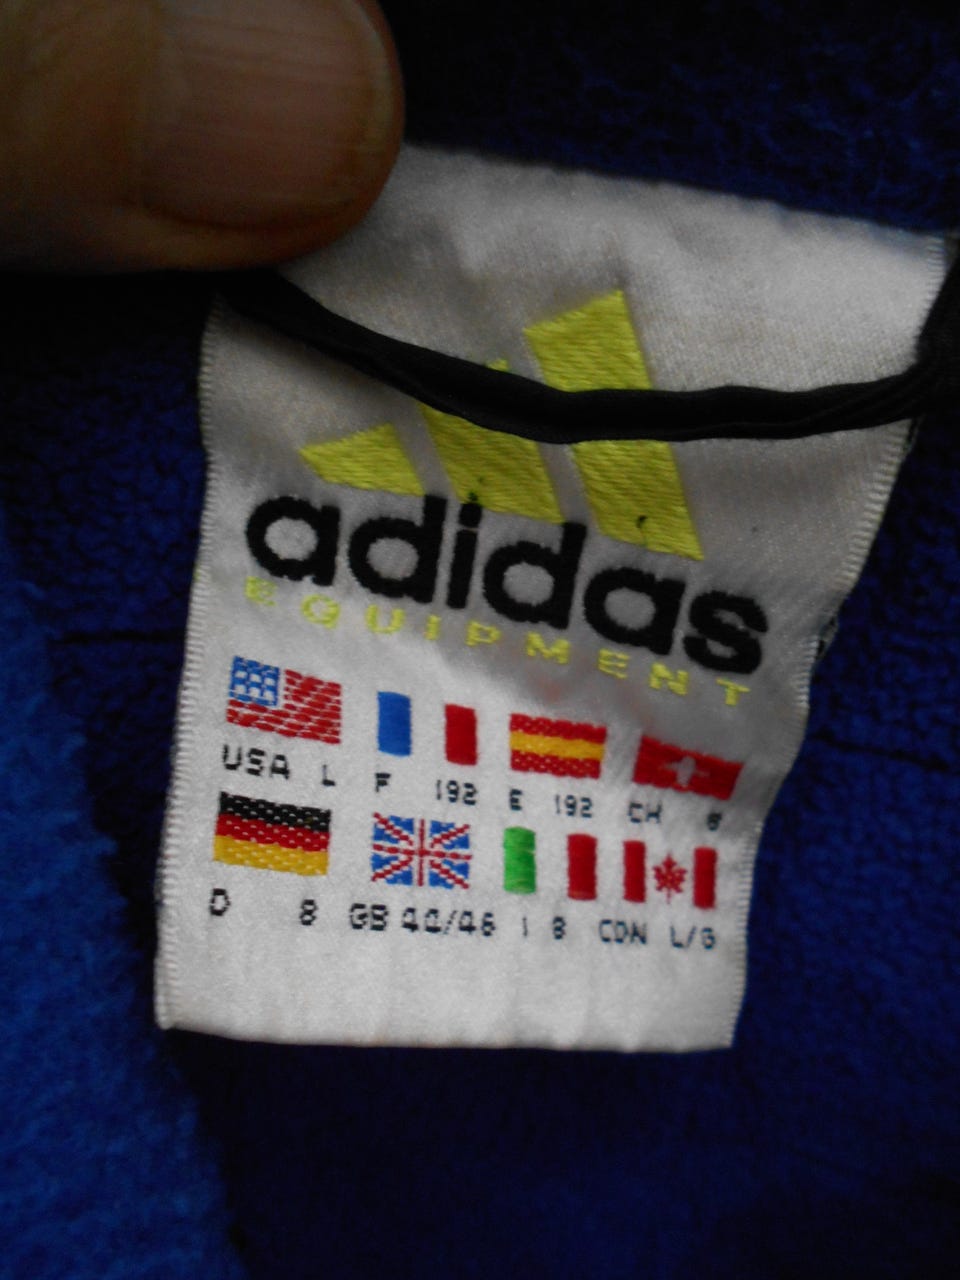 adidas
EQUIPMENT
USA L F 192 E 192 CH 8
D 8 GB 44/46 I 8 CDN L/G